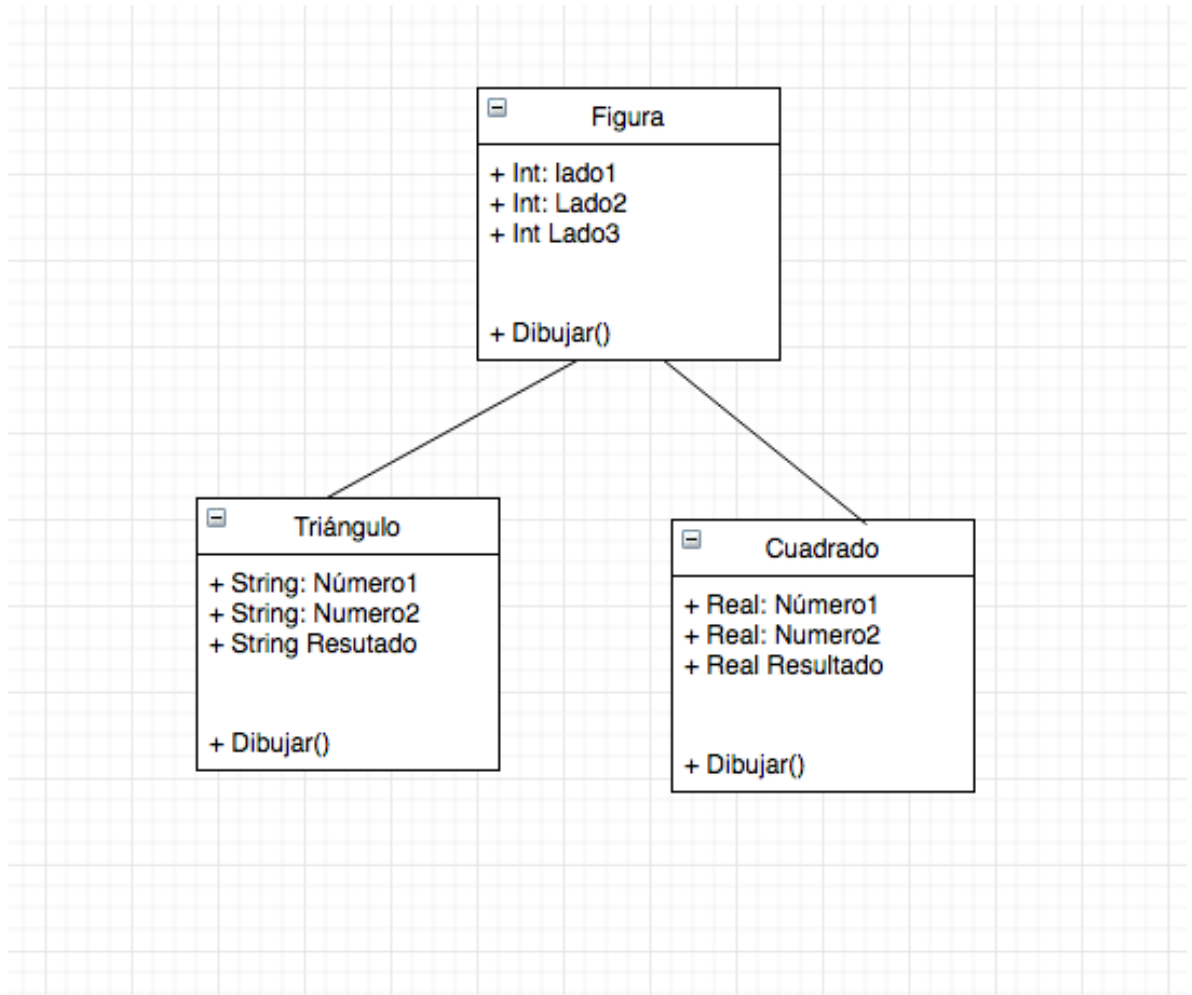 Figura
+ Int: lado1
+ Int: Lado2
+ Int Lado3
+ Dibujar()
Triángulo
+ String: Número1
+ String: Numero2
+ String Resutado
+ Dibujar()
Cuadrado
+ Real: Número1
+ Real: Numero2
+ Real Resultado
+ Dibujar()